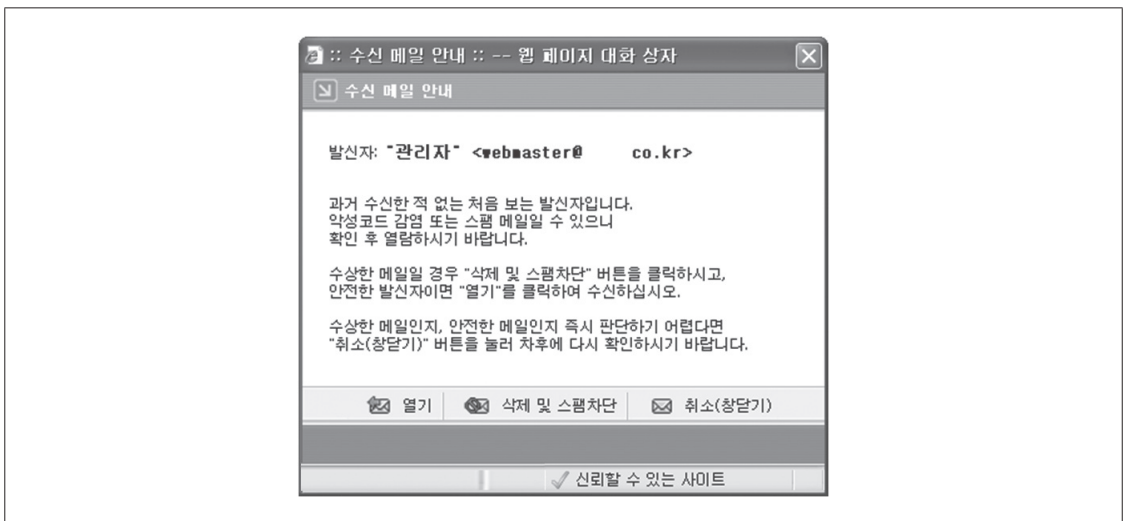 :: 수신 메일 안내 :: -- 웹 페이지 대화 상자
수신 메일 안내
발신자: "관리자" <webmaster@ co.kr>
과거 수신한 적 없는 처음 보는 발신자입니다.
악성코드 감염 또는 스팸 메일일 수 있으니
확인 후 열람하시기 바랍니다.
수상한 메일일 경우 "삭제 및 스팸차단" 버튼을 클릭하시고,
안전한 발신자이면 "열기"를 클릭하여 수신하십시오.
수상한 메일인지, 안전한 메일인지 즉시 판단하기 어렵다면
"취소(창닫기)" 버튼을 눌러 차후에 다시 확인하시기 바랍니다.
열기 삭제 및 스팸차단 취소(창닫기)
신뢰할 수 있는 사이트